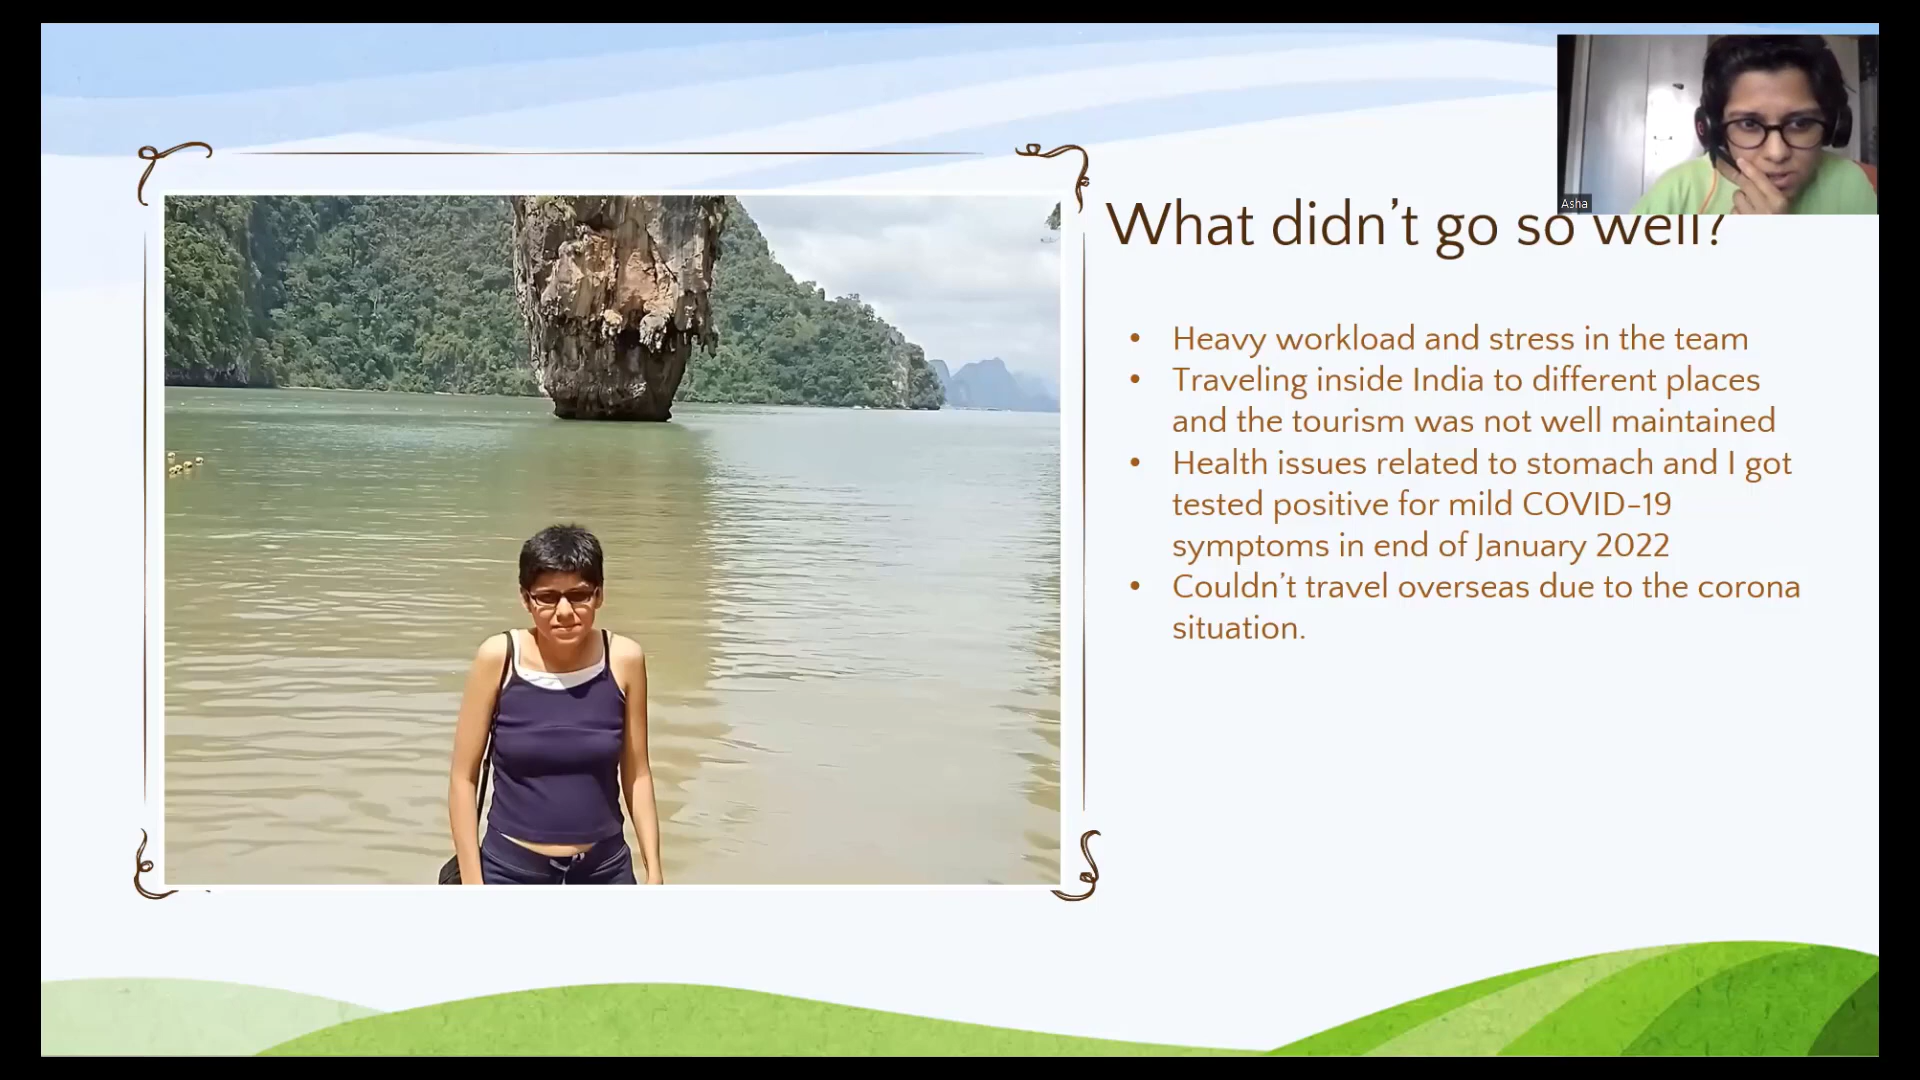 Asha
What didn't go so well?
• Heavy workload and stress in the team
• Traveling inside India to different places
and the tourism was not well maintained
• Health issues related to stomach and I got
tested positive for mild COVID-19
symptoms in end of January 2022
• Couldn't travel overseas due to the corona
situation.